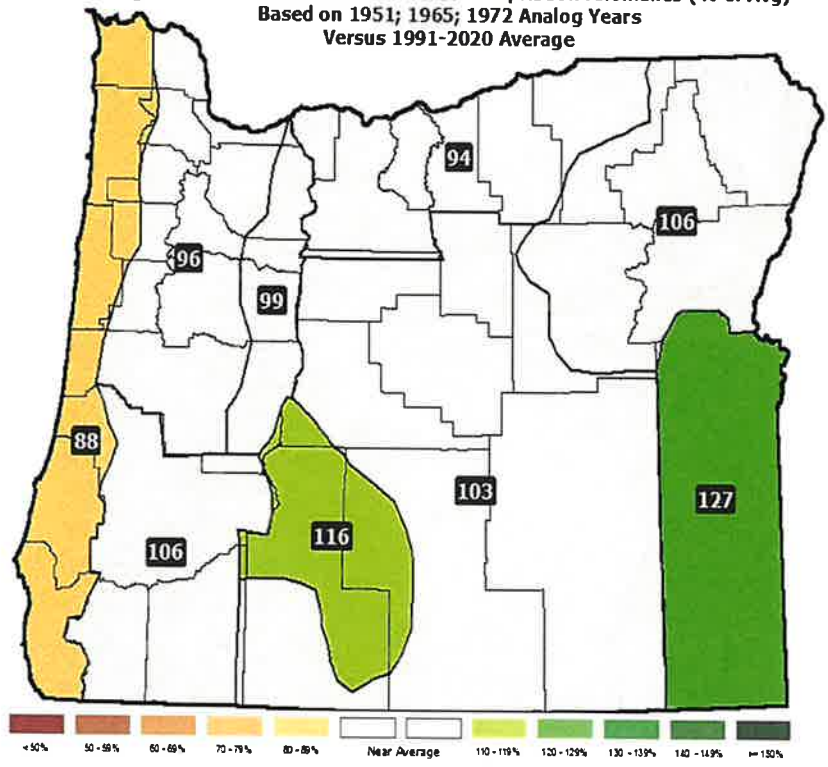 Based on 1951; 1965; 1972 Analog Years
Versus 1991-2020 Average
94
106
96
99
88
103
127
116
106
< 50%
50 - 59%
60 - 69%
70 - 79%
80 - 89%
Near Average
110 - 119%
120 - 129%
130 - 139%
140 - 149%
150%